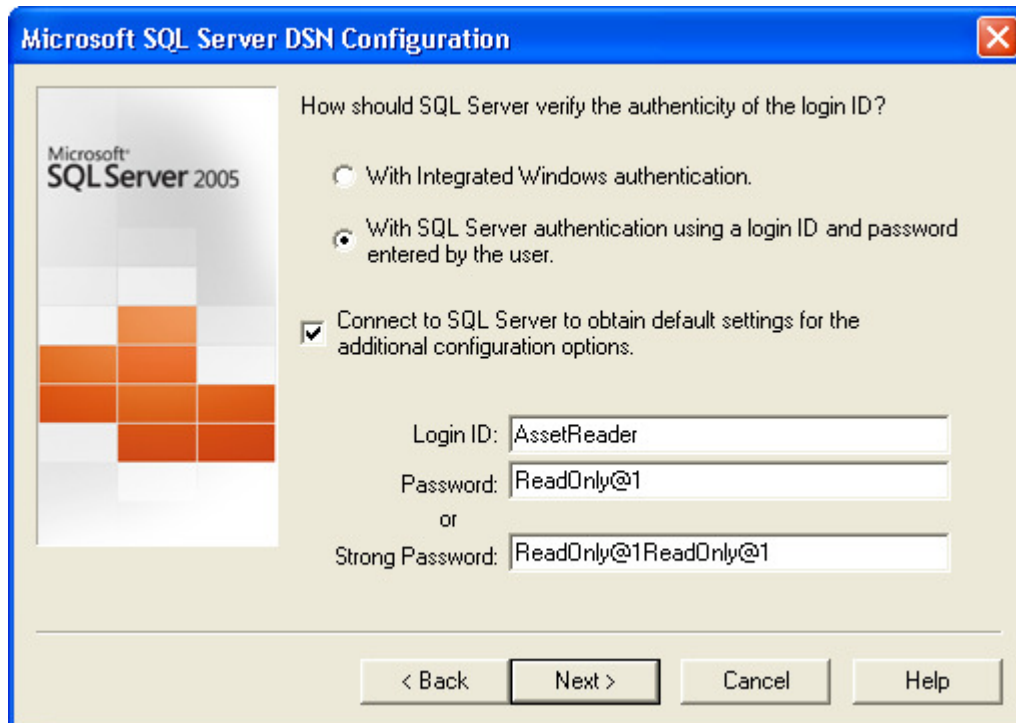 Microsoft SQL Server DSN Configuration
Microsoft
SQL Server 2005
How should SQL Server verify the authenticity of the login ID?
With Integrated Windows authentication.
With SQL Server authentication using a login ID and password
entered by the user.
Connect to SQL Server to obtain default settings for the
additional configuration options.
Login ID: AssetReader
Password: ReadOnly@1
or
Strong Password: ReadOnly@1ReadOnly@1
< Back Next > Cancel Help